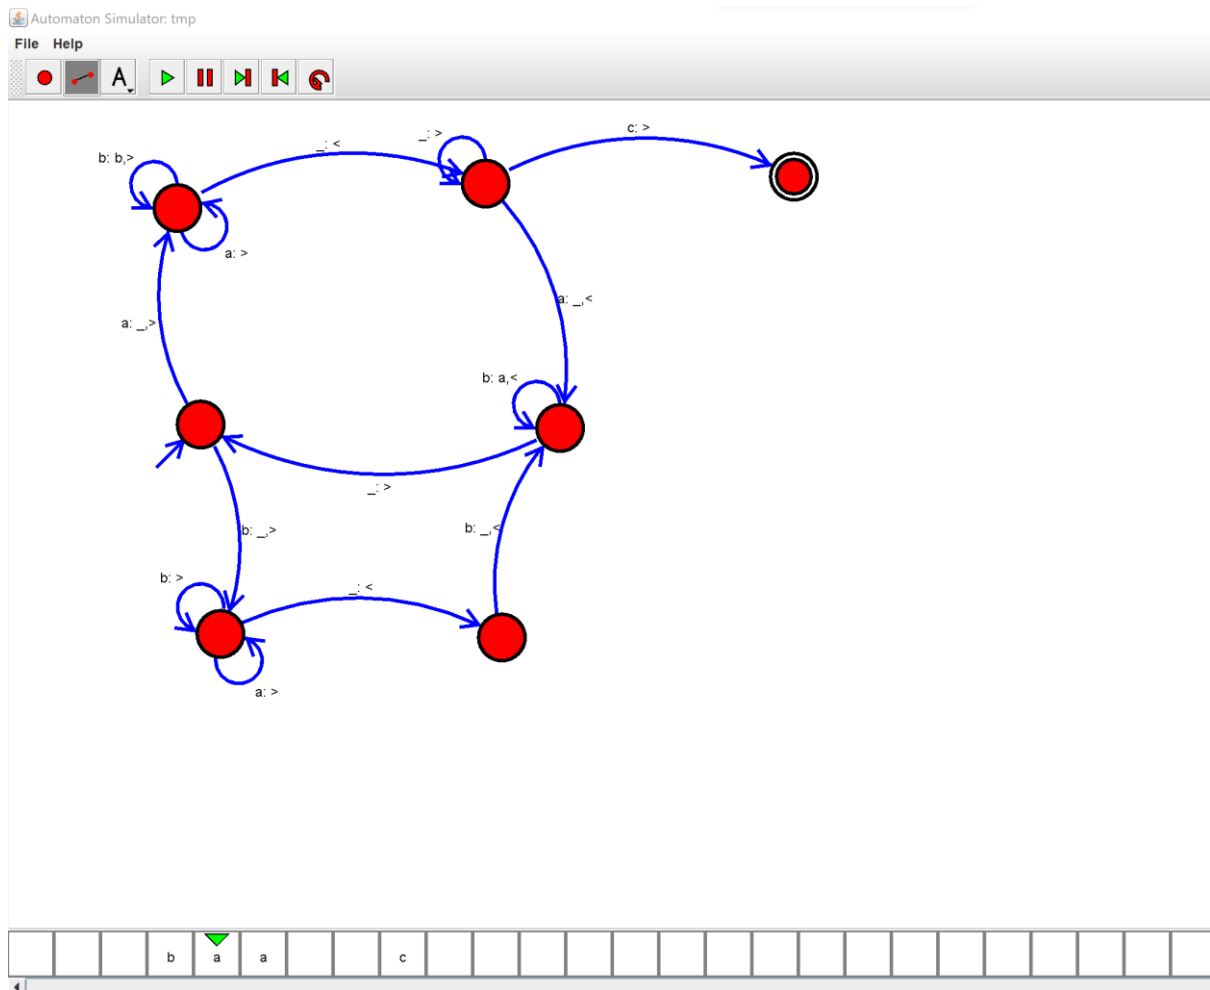 Automaton Simulator: tmp
File Help
A
c: >
_: >
_: <
b: b,>
a: >
a: _,<
a: _,>
b: a,<
_: >
b: _,<
b: _,>
b: >
_: <
a: >
b a a c